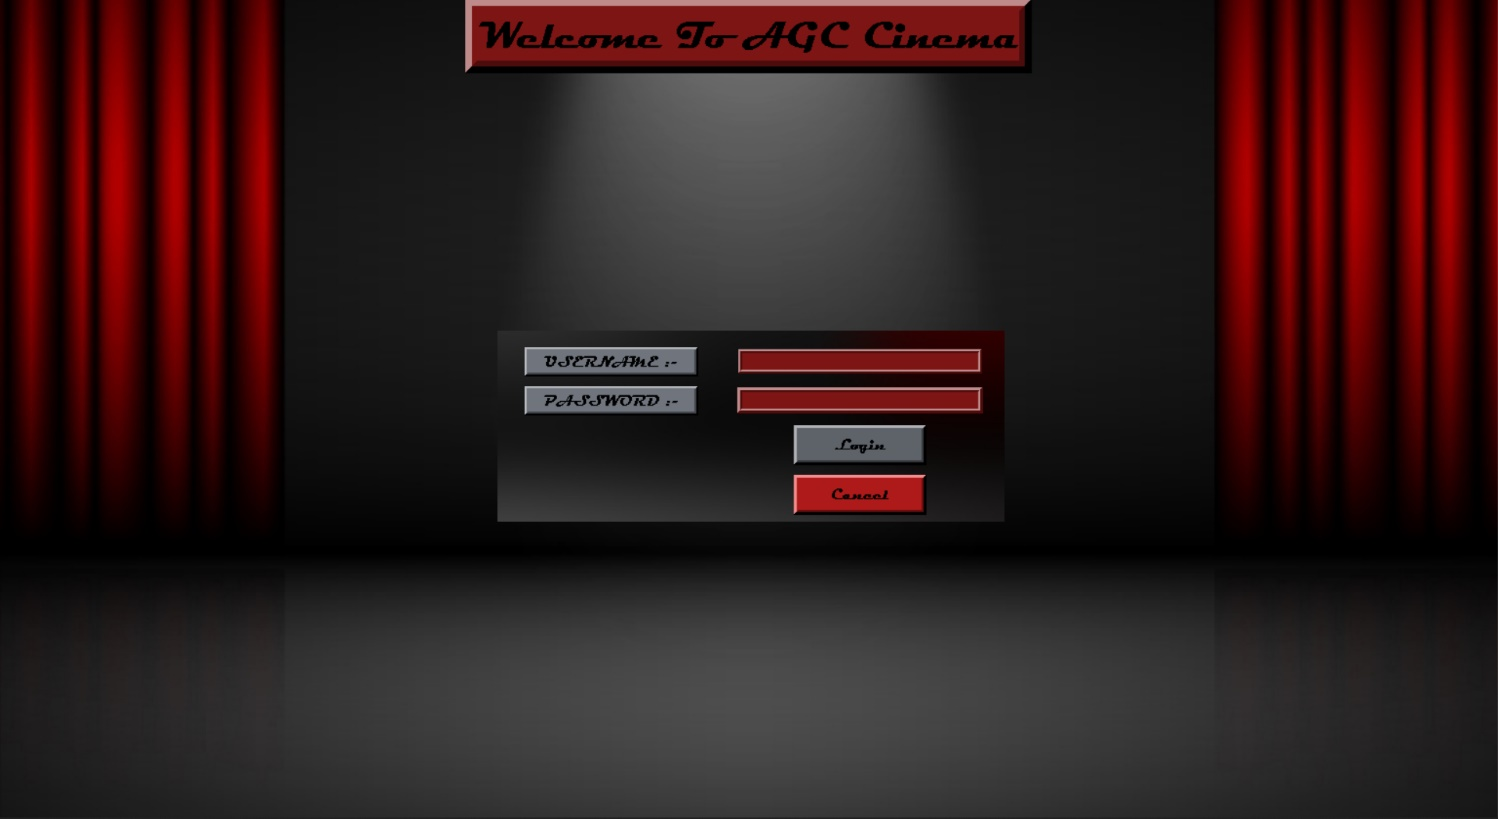 Welcome To AGC Cinema
USERNAME :-
PASSWORD :-
Login
Cancel